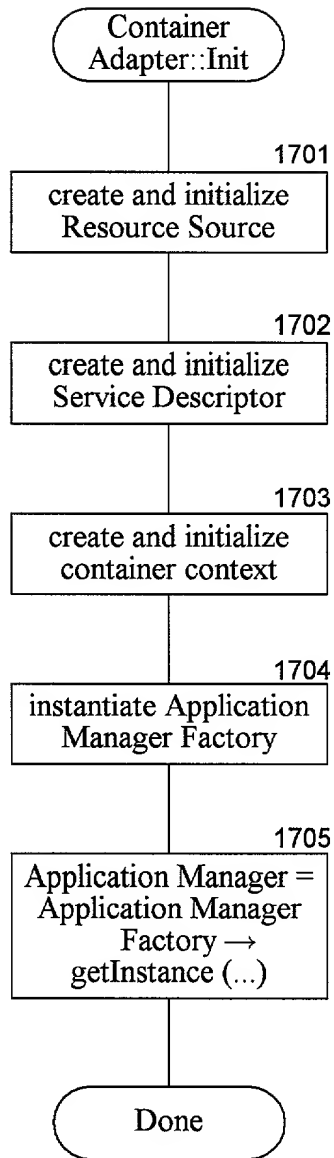 Container
Adapter::Init
1701
create and initialize
Resource Source
1702
create and initialize
Service Descriptor
1703
create and initialize
container context
1704
instantiate Application
Manager Factory
1705
Application Manager =
Application Manager
Factory →
getInstance (...)
Done